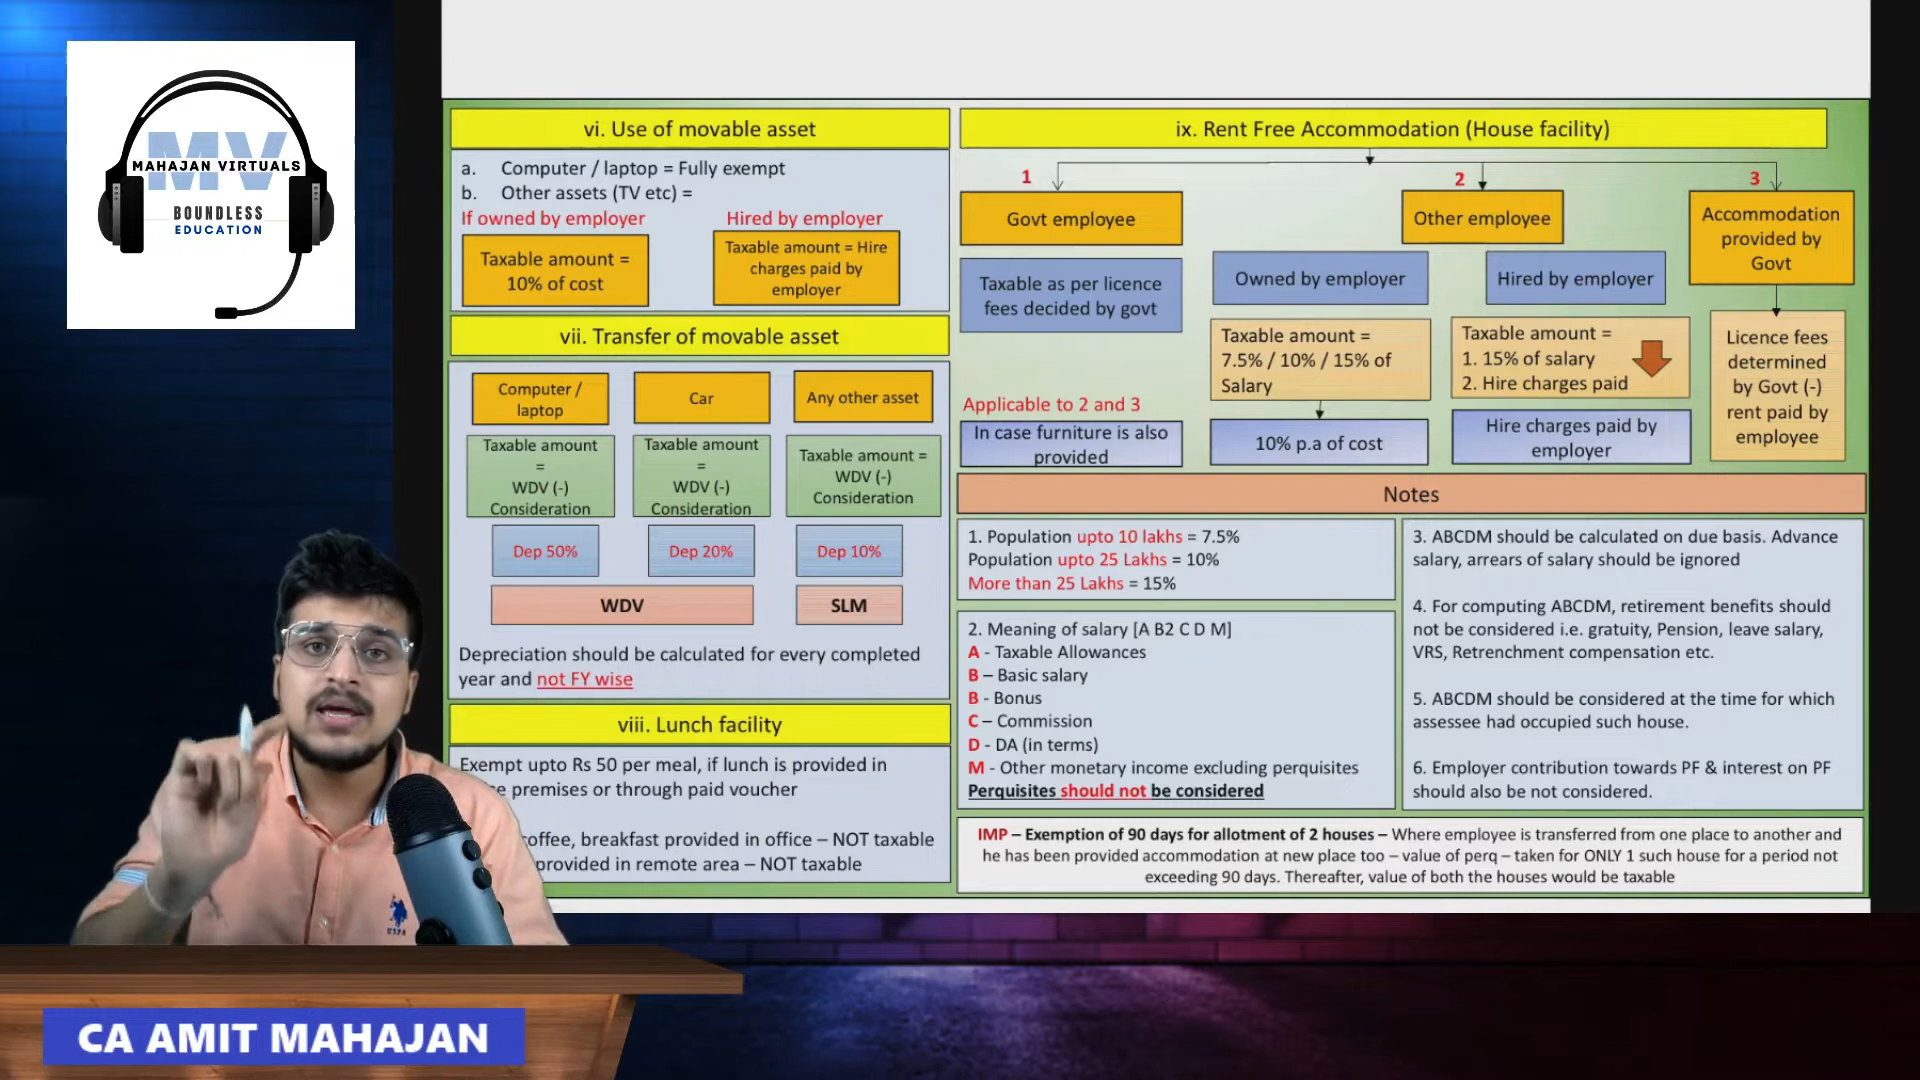 MAHAJAN VIRTUALS
BOUNDLESS
EDUCATION
vi. Use of movable asset
a. Computer / laptop = Fully exempt
b. Other assets (TV etc) =
If owned by employer
Hired by employer
Taxable amount =
10% of cost
Taxable amount = Hire
charges paid by
employer
vii. Transfer of movable asset
Computer /
laptop
Car
Any other asset
Taxable amount
=
WDV (-)
Consideration
Taxable amount
=
WDV (-)
Consideration
Taxable amount =
WDV (-)
Consideration
Dep 50%
Dep 20%
Dep 10%
WDV
SLM
Depreciation should be calculated for every completed
year and not FY wise
viii. Lunch facility
Exempt upto Rs 50 per meal, if lunch is provided in
premises or through paid voucher
breakfast provided in office – NOT taxable
provided in remote area – NOT taxable
ix. Rent Free Accommodation (House facility)
1
2
3
Govt employee
Other employee
Accommodation
provided by
Govt
Taxable as per licence
fees decided by govt
Owned by employer
Hired by employer
Taxable amount =
7.5% / 10% / 15% of
Salary
Taxable amount =
1. 15% of salary
2. Hire charges paid
Licence fees
determined
by Govt (-)
rent paid by
employee
Applicable to 2 and 3
In case furniture is also
provided
10% p.a of cost
Hire charges paid by
employer
Notes
1. Population upto 10 lakhs = 7.5%
Population upto 25 Lakhs = 10%
More than 25 Lakhs = 15%
2. Meaning of salary [A B2 C D M]
A - Taxable Allowances
B – Basic salary
B - Bonus
C – Commission
D - DA (in terms)
M - Other monetary income excluding perquisites
Perquisites should not be considered
3. ABCDM should be calculated on due basis. Advance
salary, arrears of salary should be ignored
4. For computing ABCDM, retirement benefits should
not be considered i.e. gratuity, Pension, leave salary,
VRS, Retrenchment compensation etc.
5. ABCDM should be considered at the time for which
assessee had occupied such house.
6. Employer contribution towards PF & interest on PF
should also be not considered.
IMP – Exemption of 90 days for allotment of 2 houses – Where employee is transferred from one place to another and
he has been provided accommodation at new place too – value of perq – taken for ONLY 1 such house for a period not
exceeding 90 days. Thereafter, value of both the houses would be taxable
USPA
CA AMIT MAHAJAN